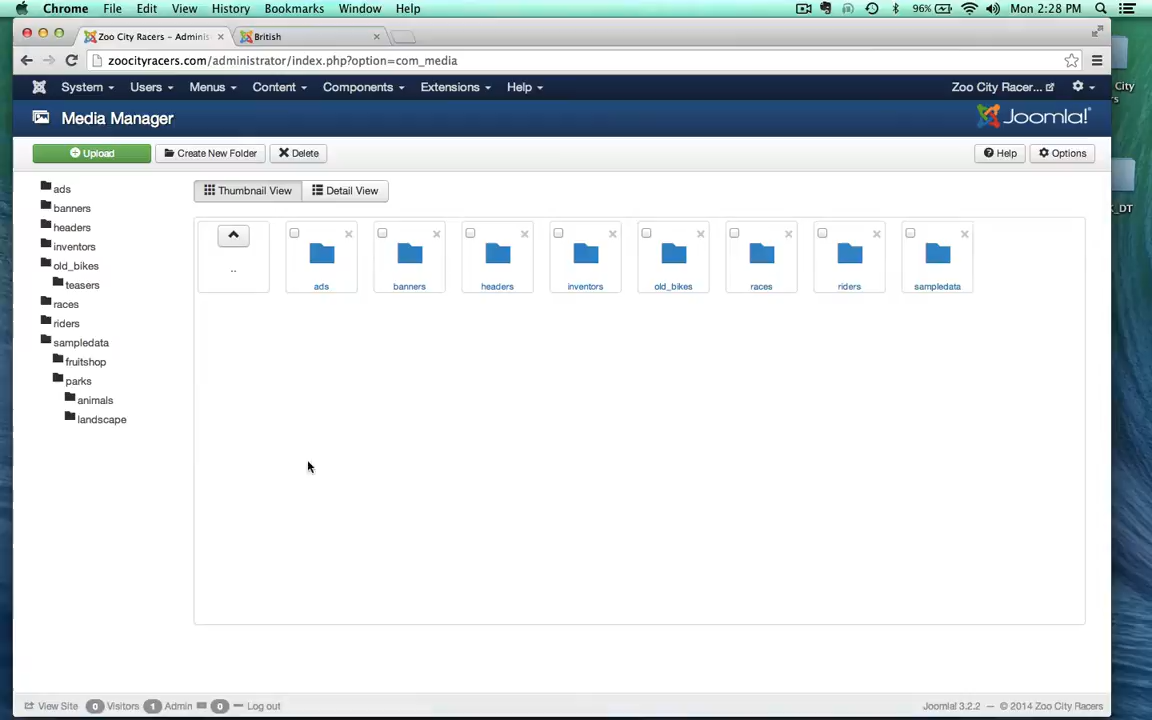 Chrome File Edit View History Bookmarks Window Help 96% Mon 2:28 PM
Zoo City Racers – Adminis British
zoocityracers.com/administrator/index.php?option=com_media
City
System Users Menus Content Components Extensions Help Zoo City Racer...
Media Manager Joomla!
Upload Create New Folder Delete Help Options
ads Thumbnail View Detail View
banners
headers
inventors
old_bikes
teasers
races
riders
sampledata
fruitshop
parks
animals
landscape
..
ads banners headers inventors old_bikes races riders sampledata
_DT
View Site 0 Visitors 1 Admin 0 Log out Joomla! 3.2.2 — © 2014 Zoo City Racers